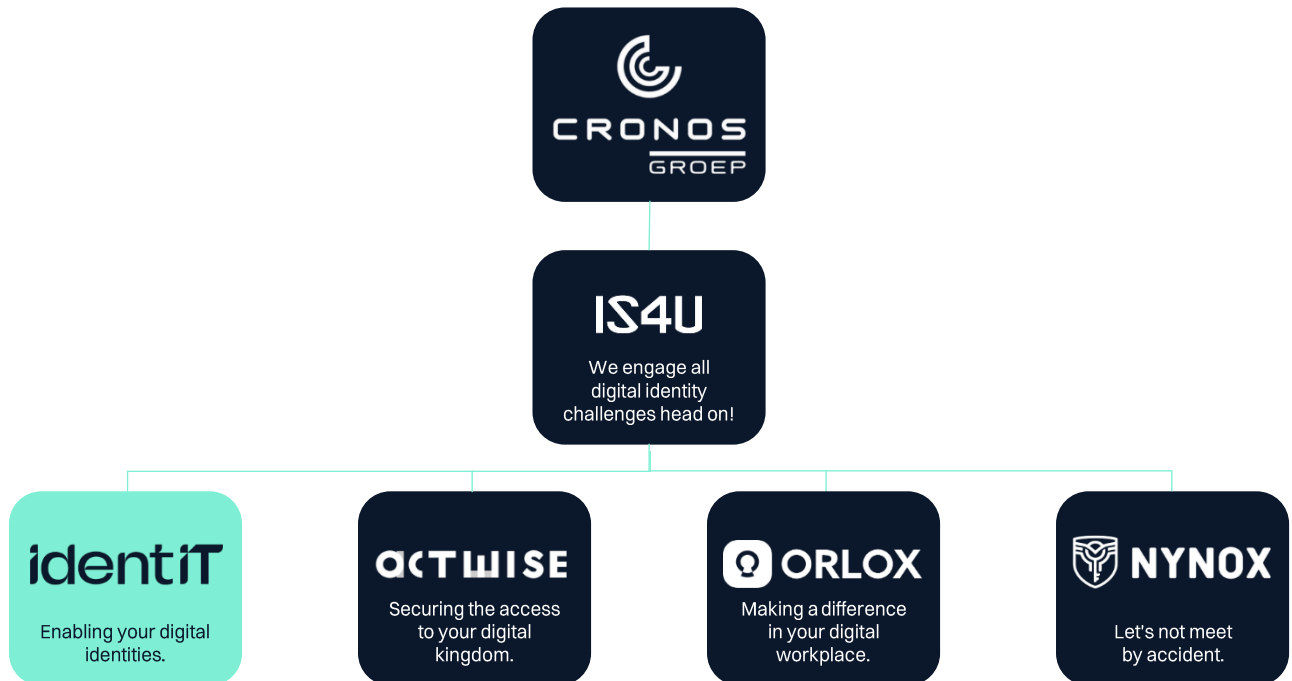 CRONOS
GROEP
IS4U
We engage all
digital identity
challenges head on!
identiT
Enabling your digital
identities.
ACTWISE
Securing the access
to your digital
kingdom.
ORLOX
Making a difference
in your digital
workplace.
NYNOX
Let's not meet
by accident.